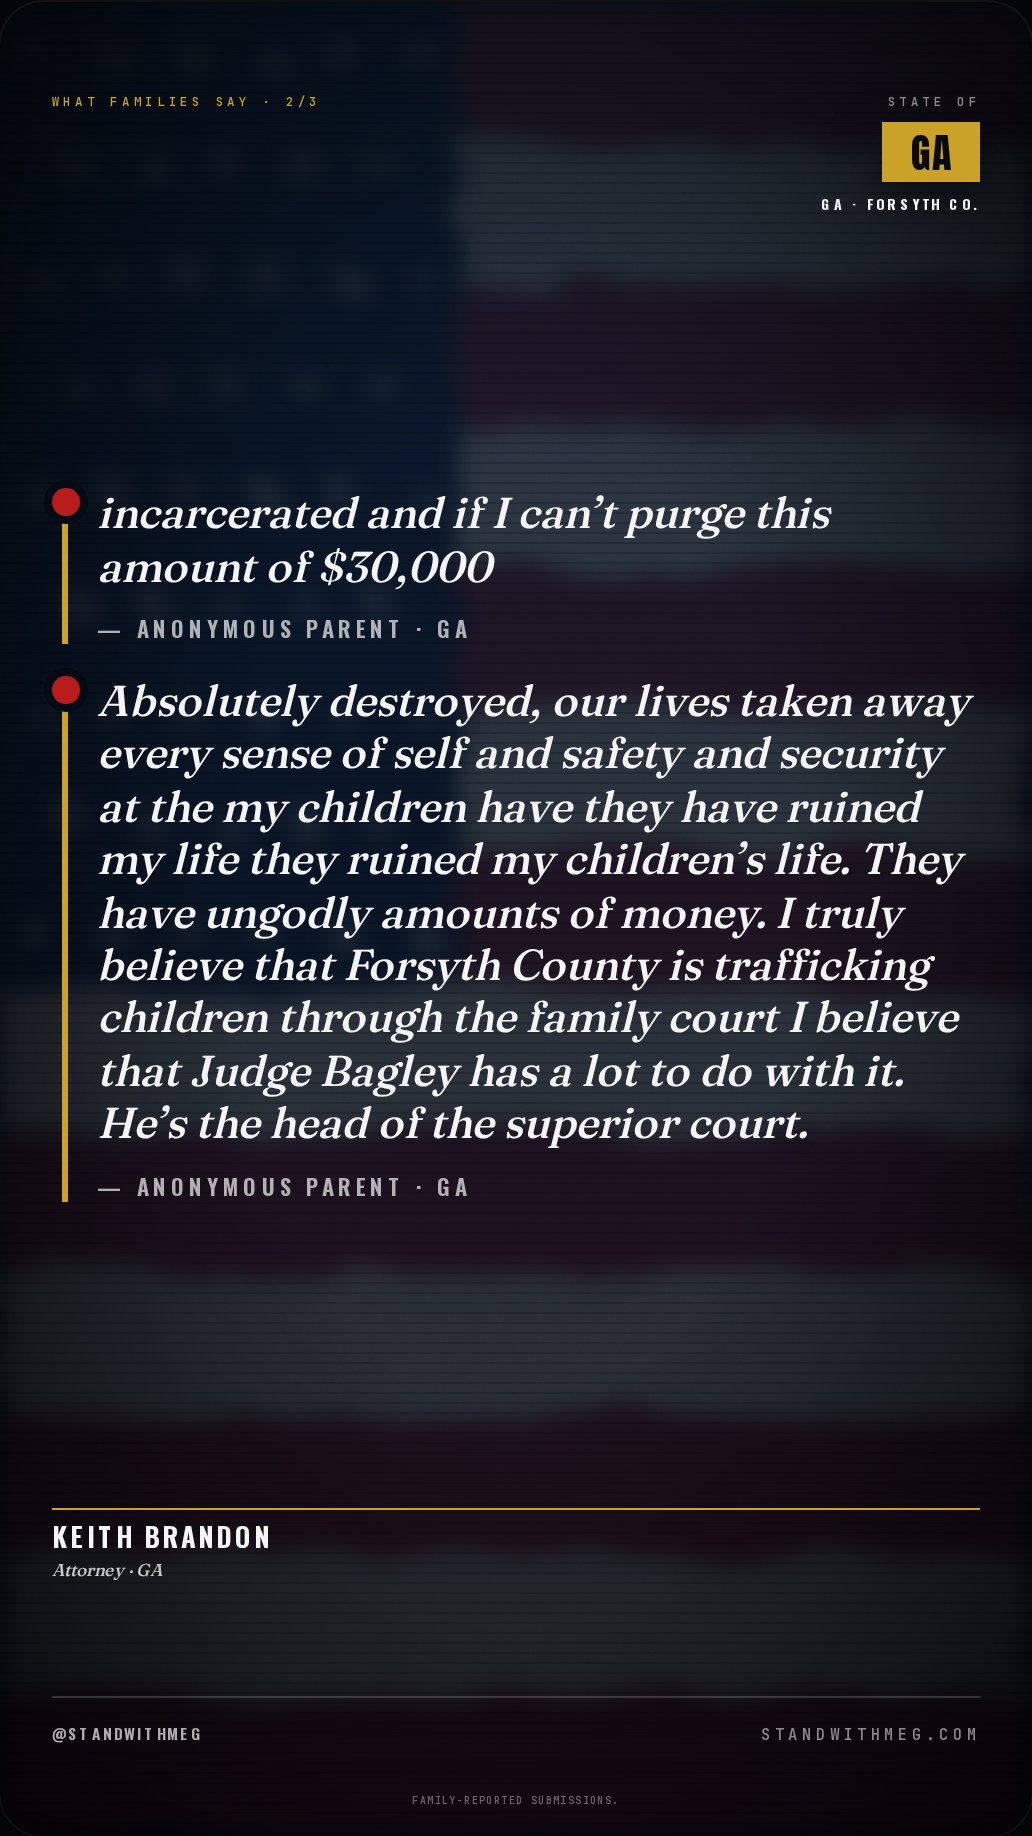 WHAT FAMILIES SAY · 2/3
STATE OF
GA
GA · FORSYTH CO.
incarcerated and if I can’t purge this
amount of $30,000
— ANONYMOUS PARENT · GA
Absolutely destroyed, our lives taken away
every sense of self and safety and security
at the my children have they have ruined
my life they ruined my children’s life. They
have ungodly amounts of money. I truly
believe that Forsyth County is trafficking
children through the family court I believe
that Judge Bagley has a lot to do with it.
He’s the head of the superior court.
— ANONYMOUS PARENT · GA
KEITH BRANDON
Attorney · GA
@STANDWITHMEG
STANDWITHMEG.COM
FAMILY-REPORTED SUBMISSIONS.